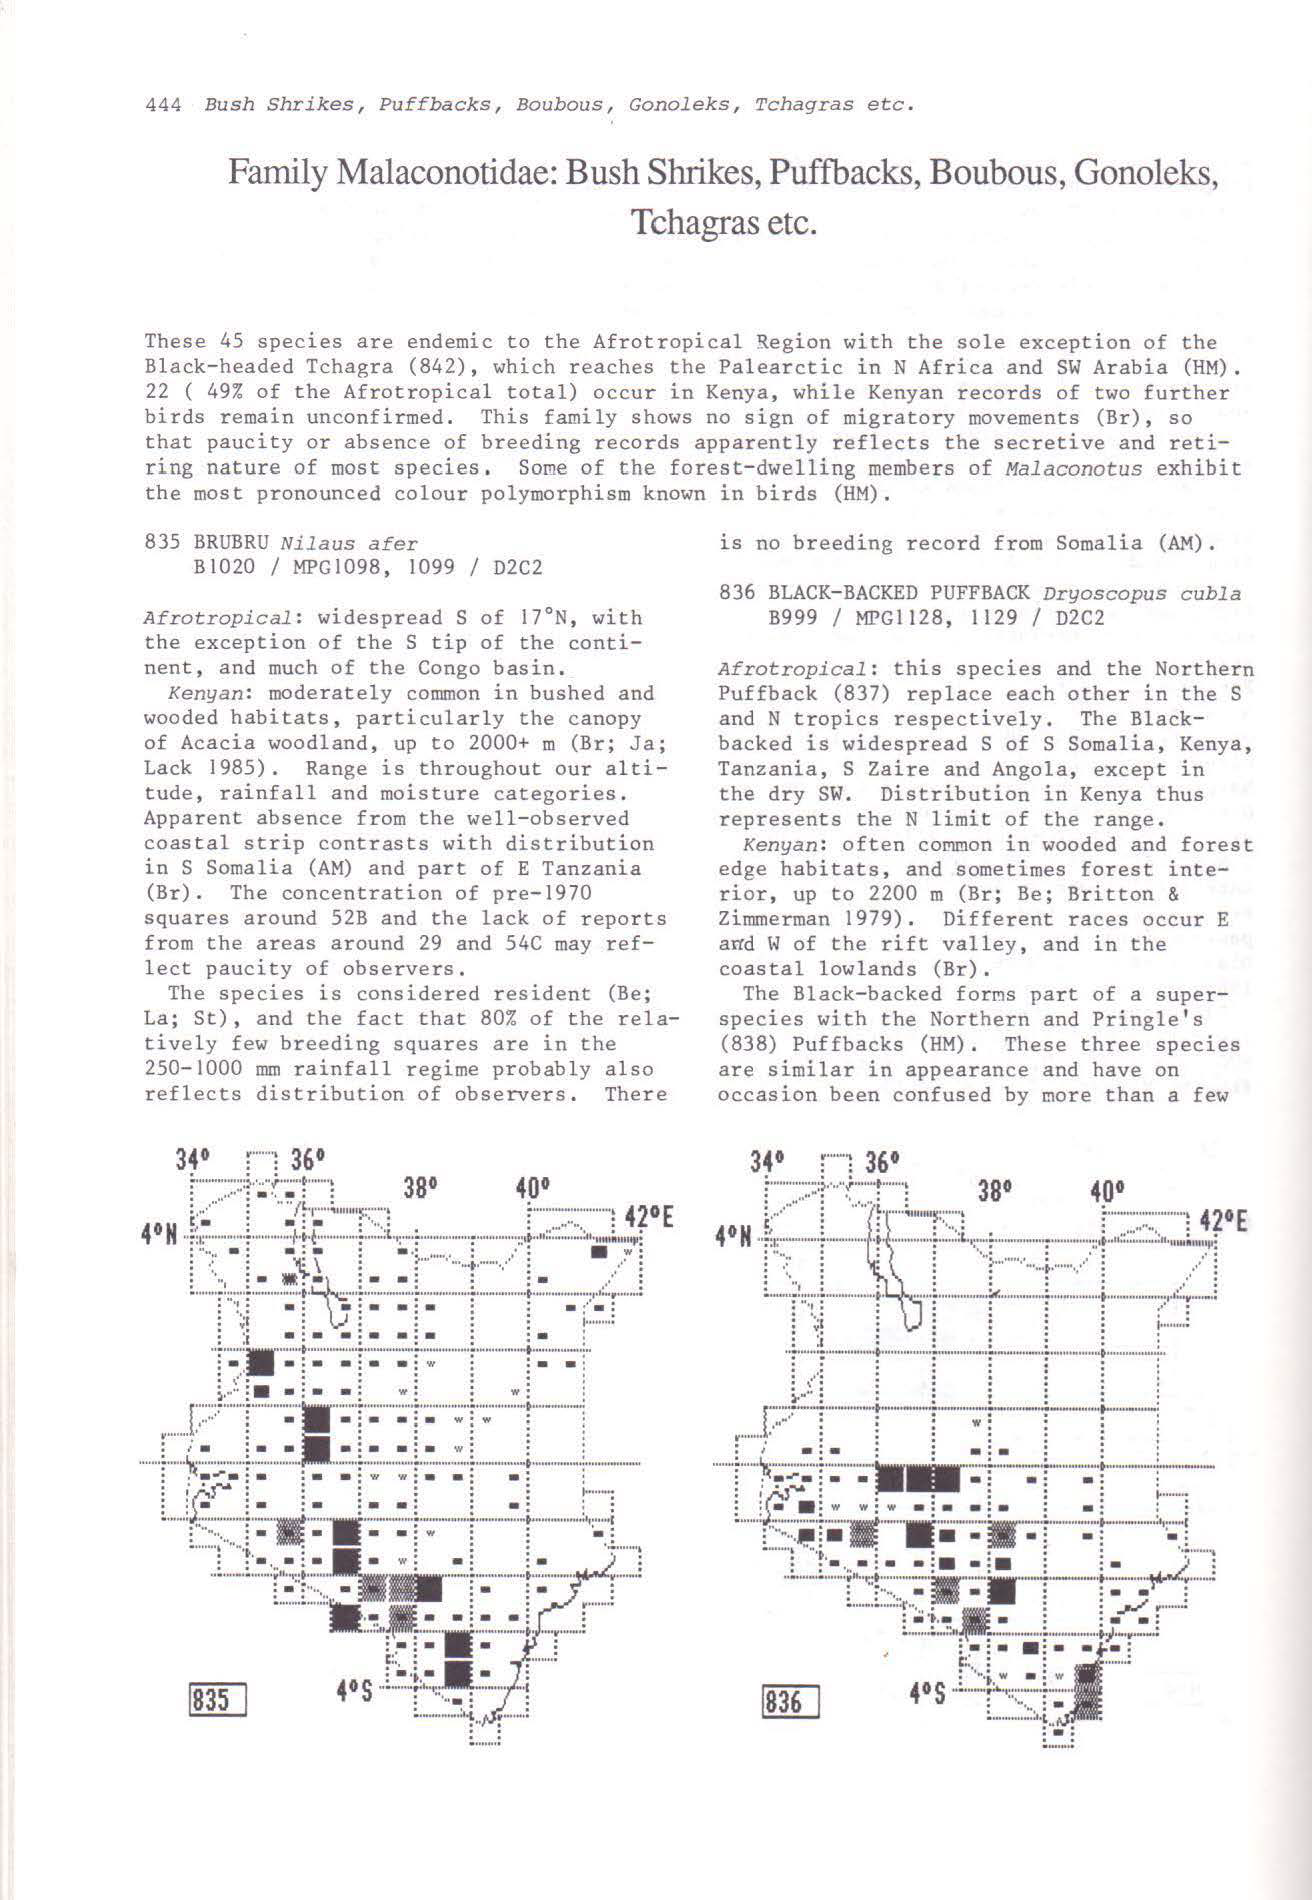 444 Bush Shrikes, Puffbacks, Boubous, Gonoleks, Tchagras etc.
Family Malaconotidae: Bush Shrikes, Puffbacks, Boubous, Gonoleks,
Tchagras etc.
These 45 species are endemic to the Afrotropical Region with the sole exception of the
Black-headed Tchagra (842), which reaches the Palearctic in N Africa and SW Arabia (HM).
22 ( 49% of the Afrotropical total) occur in Kenya, while Kenyan records of two further
birds remain unconfirmed. This family shows no sign of migratory movements (Br), so
that paucity or absence of breeding records apparently reflects the secretive and reti-
ring nature of most species. Some of the forest-dwelling members of Malaconotus exhibit
the most pronounced colour polymorphism known in birds (HM).
835 BRUBRU Nilaus afer
B1020 / MPG1098, 1099 / D2C2
Afrotropical: widespread S of 17°N, with
the exception of the S tip of the conti-
nent, and much of the Congo basin.
Kenyan: moderately common in bushed and
wooded habitats, particularly the canopy
of Acacia woodland, up to 2000+ m (Br; Ja;
Lack 1985). Range is throughout our alti-
tude, rainfall and moisture categories.
Apparent absence from the well-observed
coastal strip contrasts with distribution
in S Somalia (AM) and part of E Tanzania
(Br). The concentration of pre-1970
squares around 52B and the lack of reports
from the areas around 29 and 54C may ref-
lect paucity of observers.
The species is considered resident (Be;
La; St), and the fact that 80% of the rela-
tively few breeding squares are in the
250-1000 mm rainfall regime probably also
reflects distribution of observers. There
is no breeding record from Somalia (AM).
836 BLACK-BACKED PUFFBACK Dryoscopus cubla
B999 / MPG1128, 1129 / D2C2
Afrotropical: this species and the Northern
Puffback (837) replace each other in the S
and N tropics respectively. The Black-
backed is widespread S of S Somalia, Kenya,
Tanzania, S Zaire and Angola, except in
the dry SW. Distribution in Kenya thus
represents the N limit of the range.
Kenyan: often common in wooded and forest
edge habitats, and sometimes forest inte-
rior, up to 2200 m (Br; Be; Britton &
Zimmerman 1979). Different races occur E
and W of the rift valley, and in the
coastal lowlands (Br).
The Black-backed forms part of a super-
species with the Northern and Pringle's
(838) Puffbacks (HM). These three species
are similar in appearance and have on
occasion been confused by more than a few
34° 36°
38° 40°
42°E
4°N
835
4°S
34° 36°
38° 40°
42°E
4°N
836
4°S